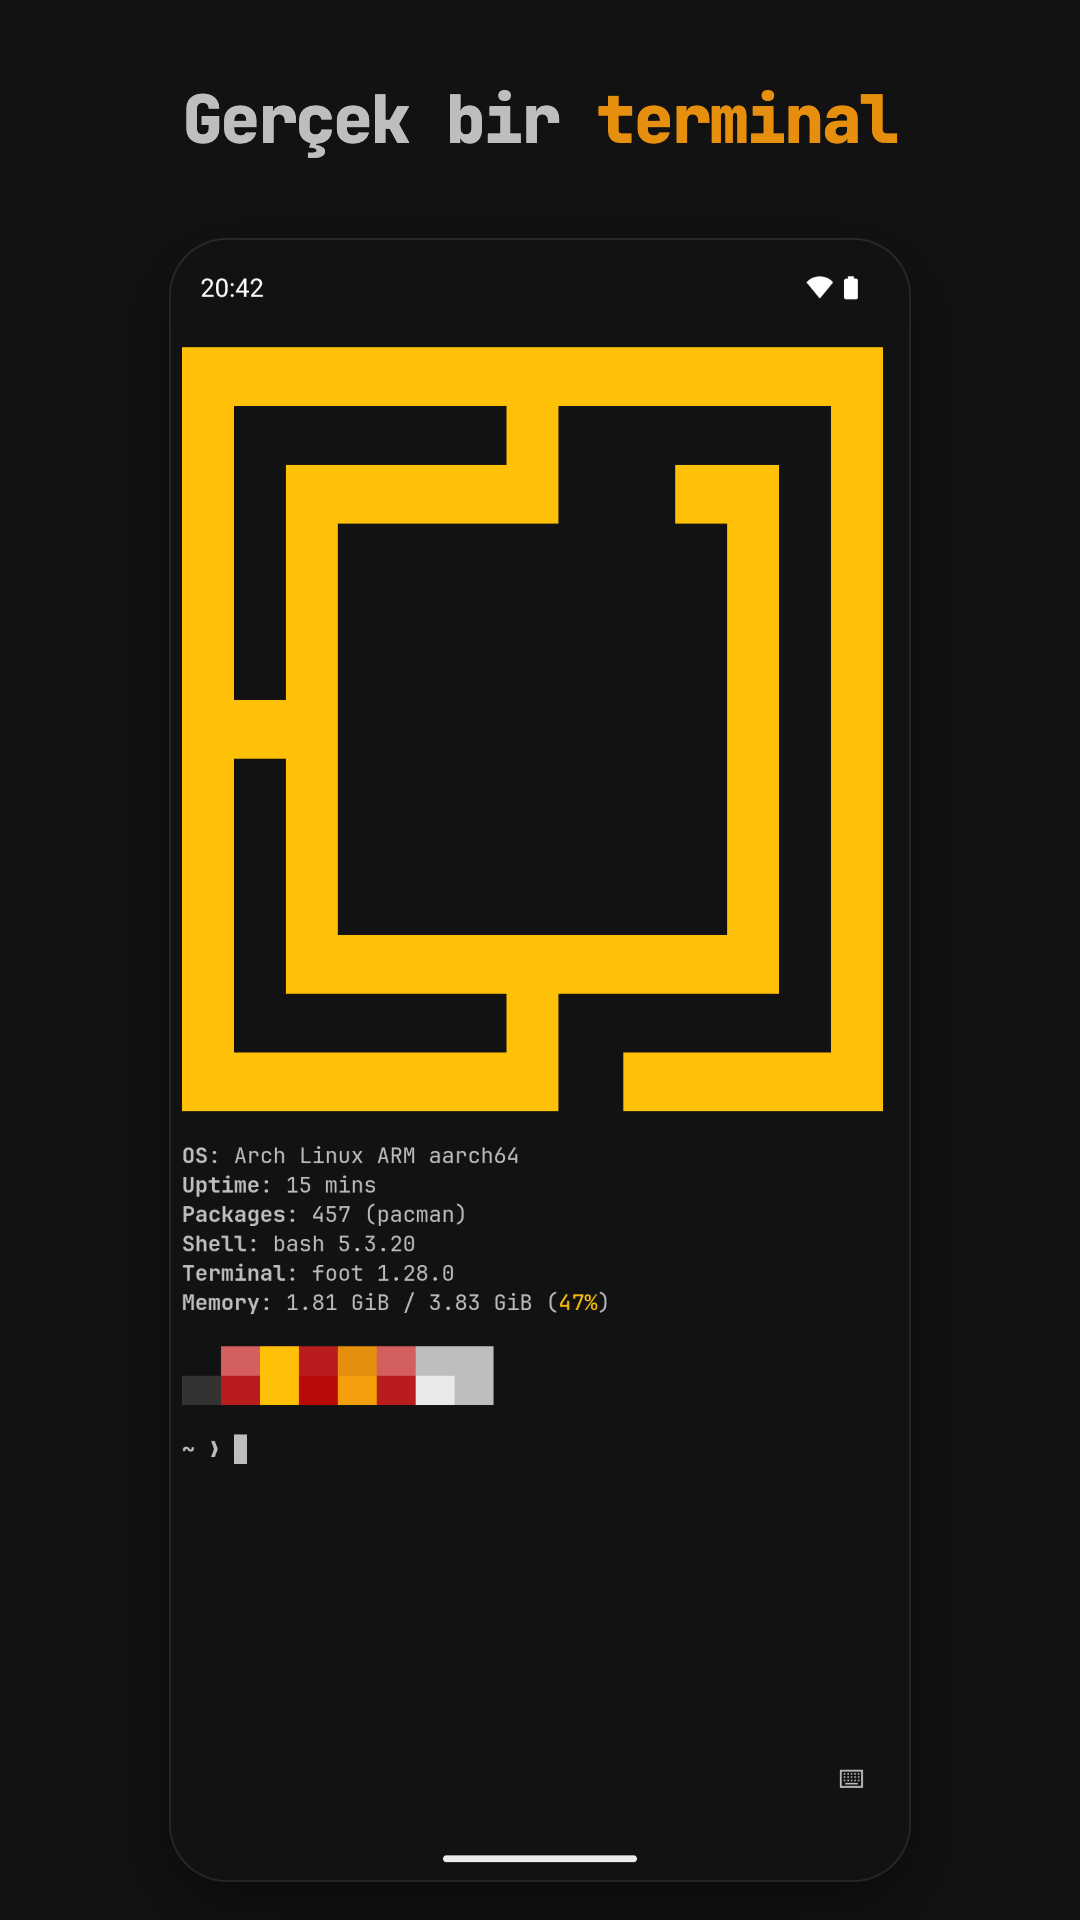 Gerçek bir terminal
20:42
OS: Arch Linux ARM aarch64
Uptime: 15 mins
Packages: 457 (pacman)
Shell: bash 5.3.20
Terminal: foot 1.28.0
Memory: 1.81 GiB / 3.83 GiB (47%)
~ ❯